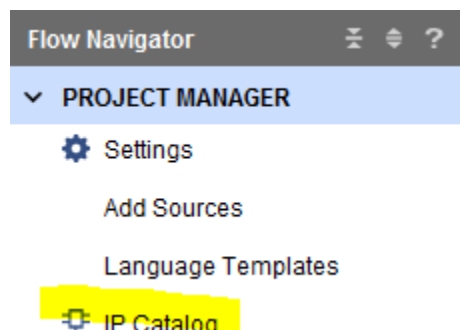 Flow Navigator ?
PROJECT MANAGER
Settings
Add Sources
Language Templates
IP Catalog